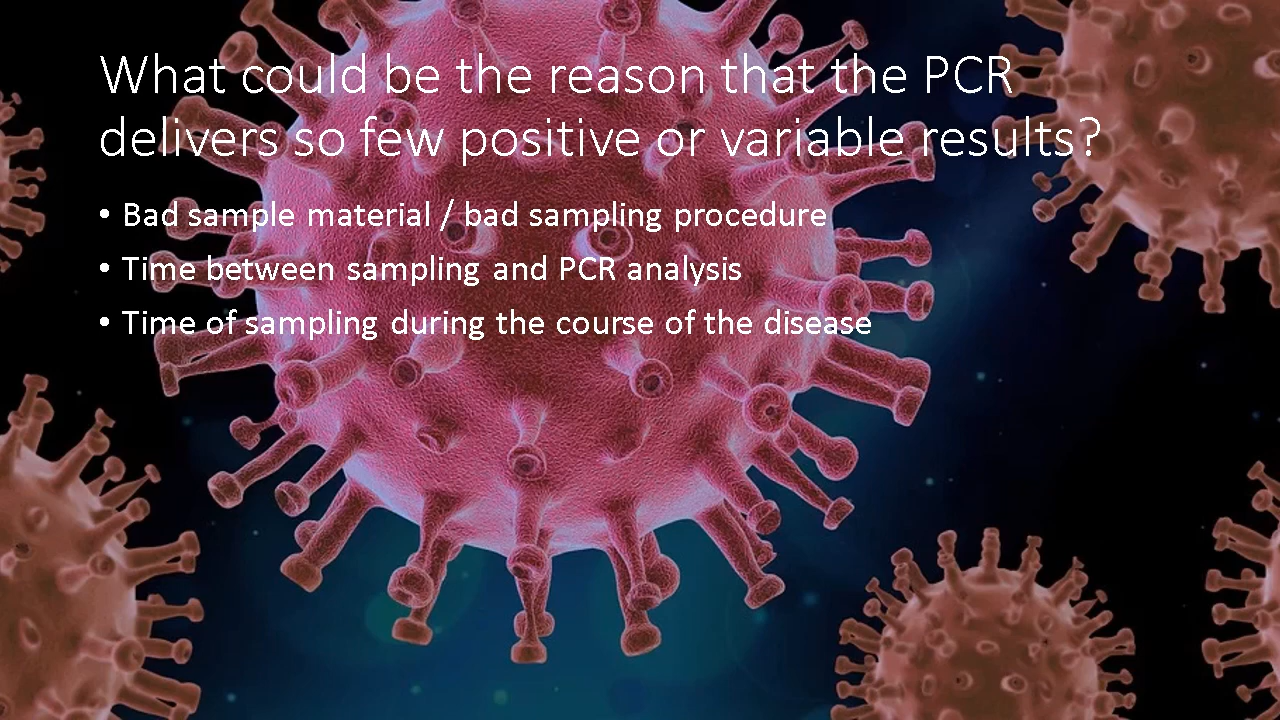 What could be the reason that the PCR
delivers so few positive or variable results?
• Bad sample material / bad sampling procedure
• Time between sampling and PCR analysis
• Time of sampling during the course of the disease